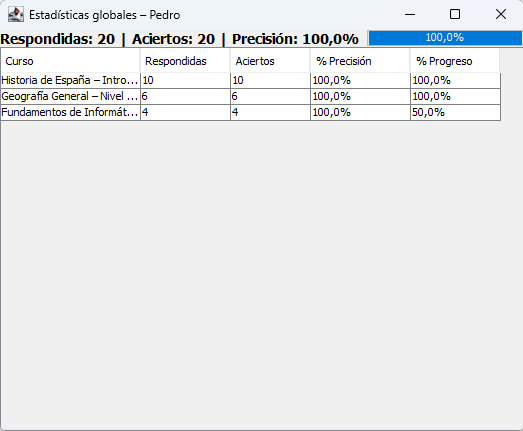 Estadísticas globales – Pedro
Respondidas: 20 | Aciertos: 20 | Precisión: 100,0% 100,0%
Curso Respondidas Aciertos % Precisión % Progreso
Historia de España – Intro... 10 10 100,0% 100,0%
Geografía General – Nivel ... 6 6 100,0% 100,0%
Fundamentos de Informát... 4 4 100,0% 50,0%